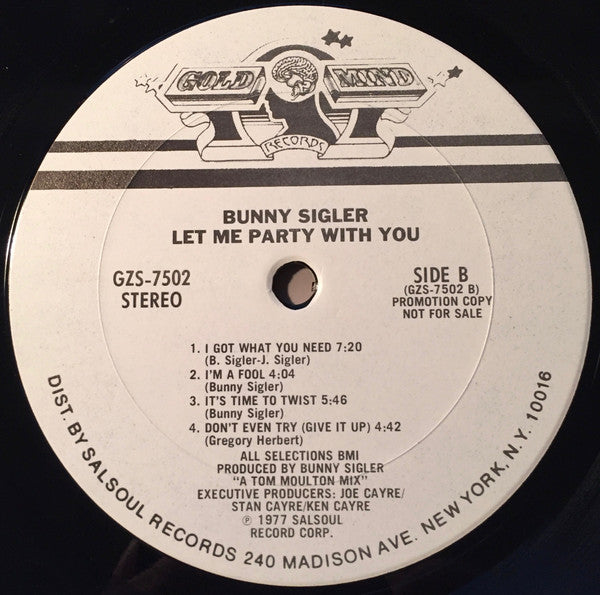 GOLD MIND
RECORDS
BUNNY SIGLER
LET ME PARTY WITH YOU
GZS-7502
STEREO
SIDE B
(GZS-7502 B)
PROMOTION COPY
NOT FOR SALE
1. I GOT WHAT YOU NEED 7:20
(B. Sigler-J. Sigler)
2. I'M A FOOL 4:04
(Bunny Sigler)
3. IT'S TIME TO TWIST 5:46
(Bunny Sigler)
4. DON'T EVEN TRY (GIVE IT UP) 4:42
(Gregory Herbert)
ALL SELECTIONS BMI
PRODUCED BY BUNNY SIGLER
"A TOM MOULTON MIX"
EXECUTIVE PRODUCERS: JOE CAYRE/
STAN CAYRE/KEN CAYRE
℗ 1977 SALSOUL
RECORD CORP.
DIST. BY SALSOUL RECORDS 240 MADISON AVE. NEW YORK, N.Y. 10016